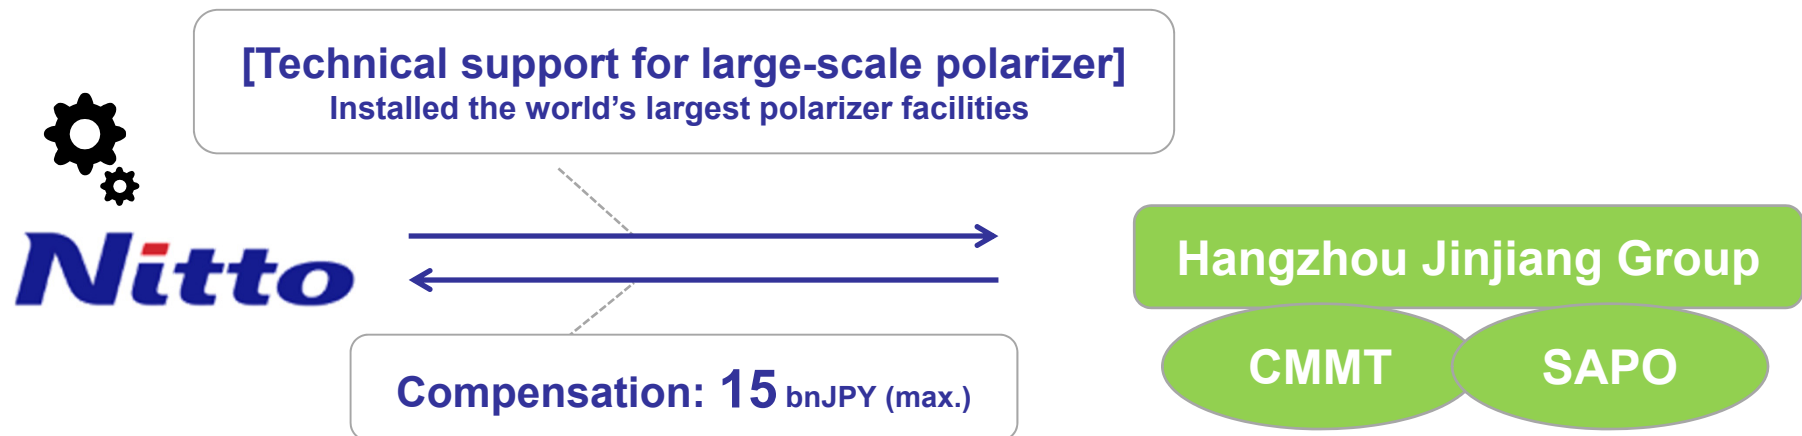 [Technical support for large-scale polarizer]
Installed the world’s largest polarizer facilities
Nitto
Hangzhou Jinjiang Group
CMMT
SAPO
Compensation: 15 bnJPY (max.)